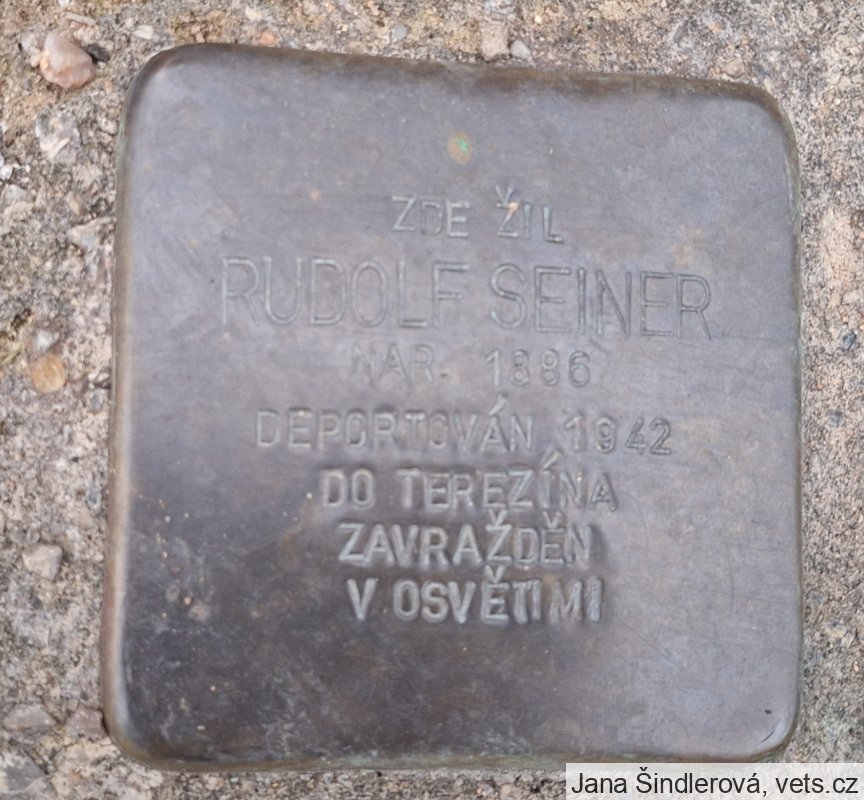 ZDE ŽIL
RUDOLF SEINER
NAR. 1886
DEPORTOVÁN 1942
DO TEREZÍNA
ZAVRAŽDĚN
V OSVĚTIMI
Jana Šindlerová, vets.cz